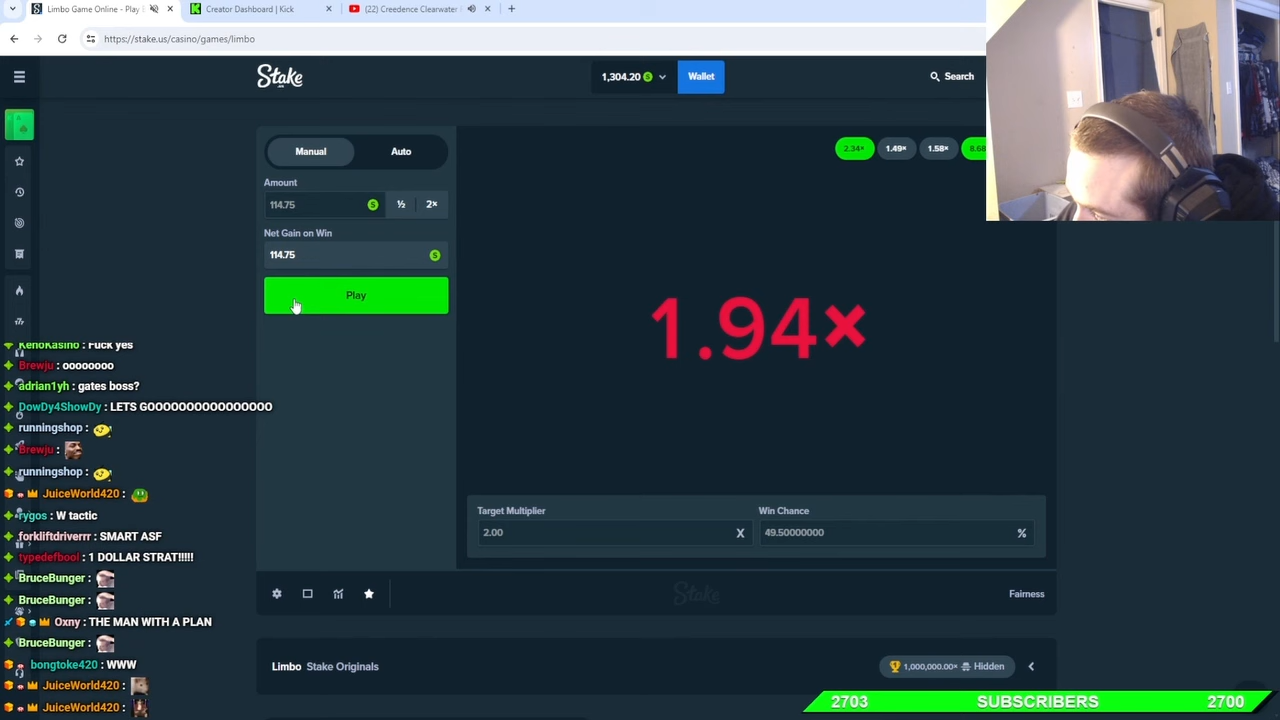 Limbo Game Online - Play
Creator Dashboard | Kick
(22) Creedence Clearwater
https://stake.us/casino/games/limbo
Stake
1,304.20
Wallet
Search
Manual
Auto
2.34×
1.49×
1.58×
8.68
Amount
114.75
½
2×
Net Gain on Win
114.75
Play
1.94×
Target Multiplier
2.00
X
Win Chance
49.50000000
%
Stake
Fairness
Limbo Stake Originals
1,000,000.00× Hidden
KenoKasino: Fuck yes
Brewju: oooooooo
adrian1yh: gates boss?
DowDy4ShowDy: LETS GOOOOOOOOOOOOOOOO
runningshop:
Brewju:
runningshop:
JuiceWorld420:
rygos: W tactic
forkliftdriverrr: SMART ASF
typedefbool: 1 DOLLAR STRAT!!!!!
BruceBunger:
BruceBunger:
Oxny: THE MAN WITH A PLAN
BruceBunger:
bongtoke420: WWW
JuiceWorld420:
JuiceWorld420:
2703 SUBSCRIBERS 2700